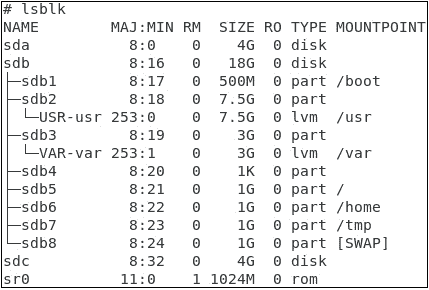 # lsblk
NAME        MAJ:MIN RM   SIZE RO TYPE MOUNTPOINT
sda           8:0    0     4G  0 disk
sdb           8:16   0    18G  0 disk
├─sdb1        8:17   0   500M  0 part /boot
├─sdb2        8:18   0   7.5G  0 part
│ └─USR-usr 253:0    0   7.5G  0 lvm  /usr
├─sdb3        8:19   0     3G  0 part
│ └─VAR-var 253:1    0     3G  0 lvm  /var
├─sdb4        8:20   0     1K  0 part
├─sdb5        8:21   0     1G  0 part /
├─sdb6        8:22   0     1G  0 part /home
├─sdb7        8:23   0     1G  0 part /tmp
└─sdb8        8:24   0     1G  0 part [SWAP]
sdc           8:32   0     4G  0 disk
sr0          11:0    1  1024M  0 rom